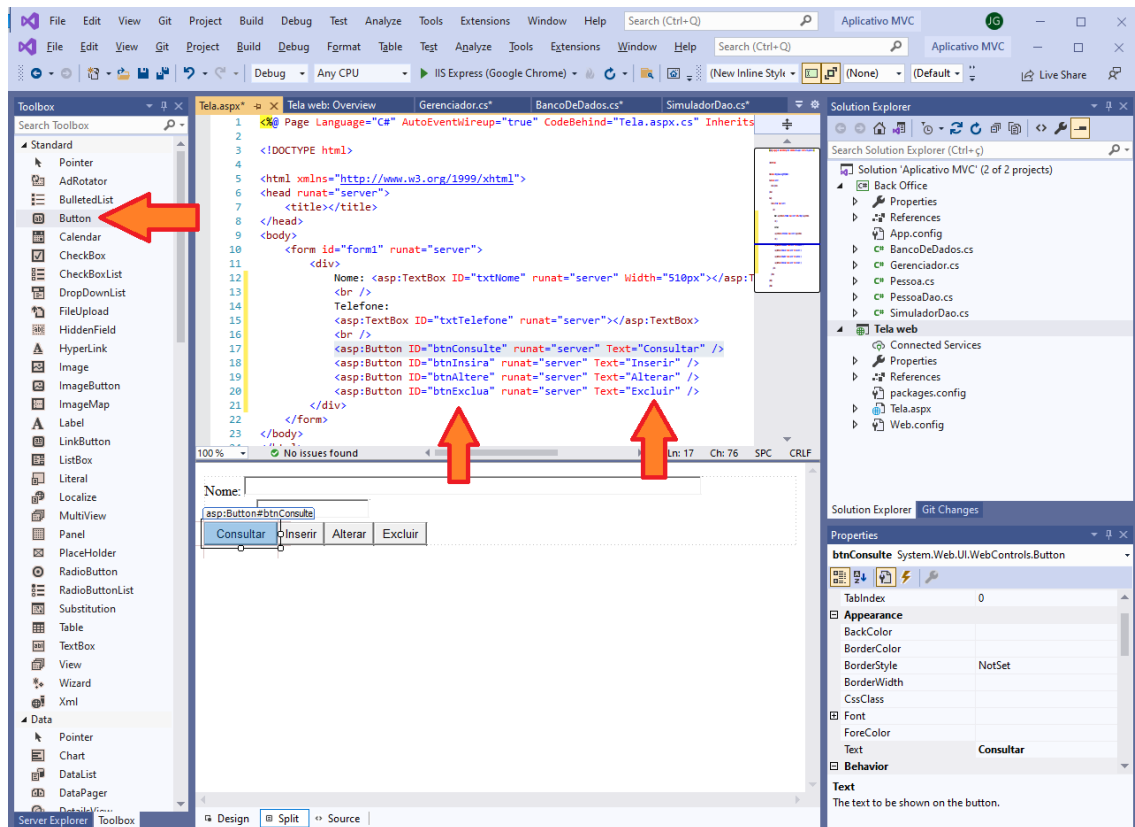 File Edit View Git Project Build Debug Test Analyze Tools Extensions Window Help Search (Ctrl+Q) Aplicativo MVC JG
File Edit View Git Project Build Debug Format Table Test Analyze Tools Extensions Window Help Search (Ctrl+Q) Aplicativo MVC
Debug Any CPU IIS Express (Google Chrome) (New Inline Style (None) (Default Live Share
Toolbox
Search Toolbox
Standard
Pointer
AdRotator
BulletedList
Button
Calendar
CheckBox
CheckBoxList
DropDownList
FileUpload
HiddenField
HyperLink
Image
ImageButton
ImageMap
Label
LinkButton
ListBox
Literal
Localize
MultiView
Panel
PlaceHolder
RadioButton
RadioButtonList
Substitution
Table
TextBox
View
Wizard
Xml
Data
Pointer
Chart
DataList
DataPager
DetailsView
Server Explorer Toolbox
Tela.aspx* Tela web: Overview Gerenciador.cs* BancoDeDados.cs* SimuladorDao.cs*
1 <%@ Page Language="C#" AutoEventWireup="true" CodeBehind="Tela.aspx.cs" Inherits
2
3 <!DOCTYPE html>
4
5 <html xmlns="http://www.w3.org/1999/xhtml">
6 <head runat="server">
7 <title></title>
8 </head>
9 <body>
10 <form id="form1" runat="server">
11 <div>
12 Nome: <asp:TextBox ID="txtNome" runat="server" Width="510px"></asp:T
13 <br />
14 Telefone:
15 <asp:TextBox ID="txtTelefone" runat="server"></asp:TextBox>
16 <br />
17 <asp:Button ID="btnConsulte" runat="server" Text="Consultar" />
18 <asp:Button ID="btnInsira" runat="server" Text="Inserir" />
19 <asp:Button ID="btnAltere" runat="server" Text="Alterar" />
20 <asp:Button ID="btnExclua" runat="server" Text="Excluir" />
21 </div>
22 </form>
23 </body>
100 % No issues found Ln: 17 Ch: 76 SPC CRLF
Nome:
asp:Button#btnConsulte
Consultar Inserir Alterar Excluir
Design Split Source
Solution Explorer
Search Solution Explorer (Ctrl+ç)
Solution 'Aplicativo MVC' (2 of 2 projects)
Back Office
Properties
References
App.config
C# BancoDeDados.cs
C# Gerenciador.cs
C# Pessoa.cs
C# PessoaDao.cs
C# SimuladorDao.cs
Tela web
Connected Services
Properties
References
packages.config
Tela.aspx
Web.config
Solution Explorer Git Changes
Properties
btnConsulte System.Web.UI.WebControls.Button
TabIndex 0
Appearance
BackColor
BorderColor
BorderStyle NotSet
BorderWidth
CssClass
Font
ForeColor
Text Consultar
Behavior
Text
The text to be shown on the button.